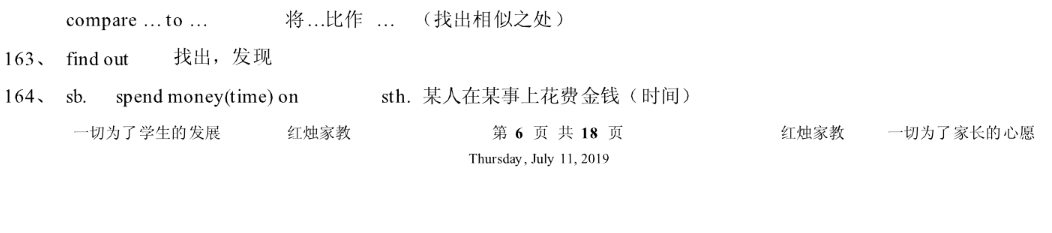 compare … to … 将…比作 … （找出相似之处）
163、 find out 找出，发现
164、 sb. spend money(time) on sth. 某人在某事上花费金钱（时间）
一切为了学生的发展 红烛家教 第 6 页 共 18 页 红烛家教 一切为了家长的心愿
Thursday, July 11, 2019